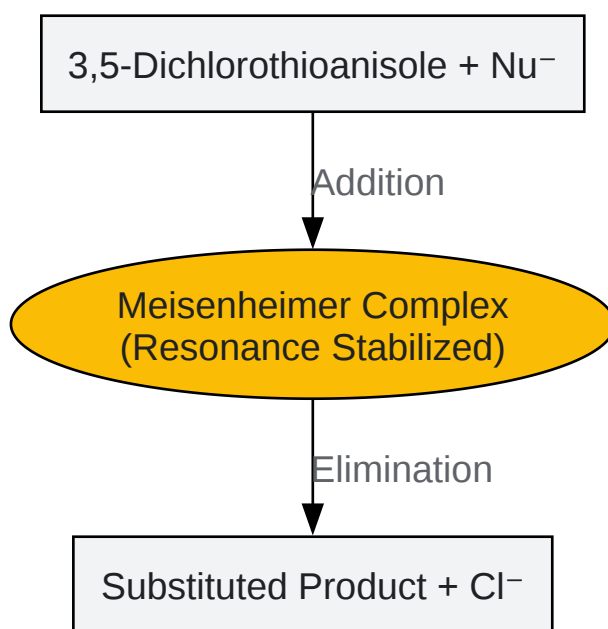 3,5-Dichlorothioanisole + Nu⁻
Addition
Meisenheimer Complex
(Resonance Stabilized)
Elimination
Substituted Product + Cl⁻